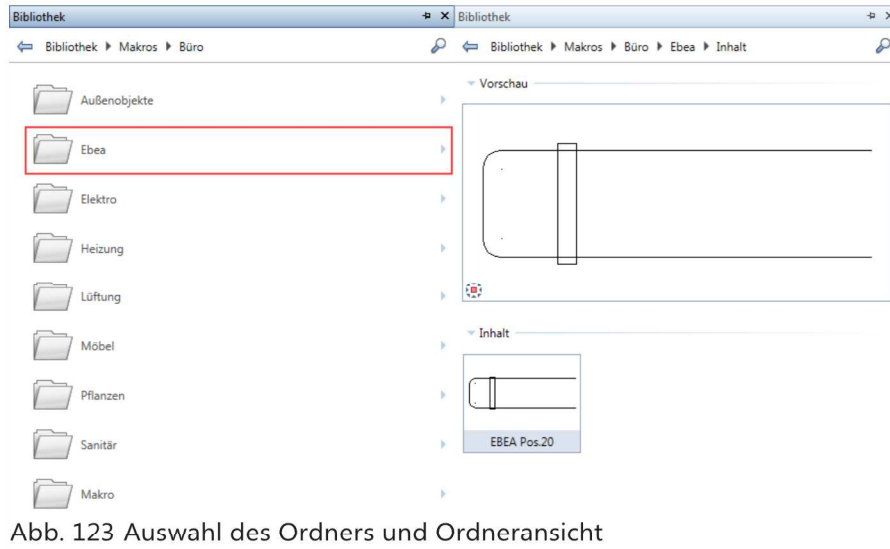 Bibliothek
Bibliothek Makros Büro
Außenobjekte
Ebea
Elektro
Heizung
Lüftung
Möbel
Pflanzen
Sanitär
Makro
Bibliothek
Bibliothek Makros Büro Ebea Inhalt
Vorschau
Inhalt
EBEA Pos.20
Abb. 123 Auswahl des Ordners und Ordneransicht